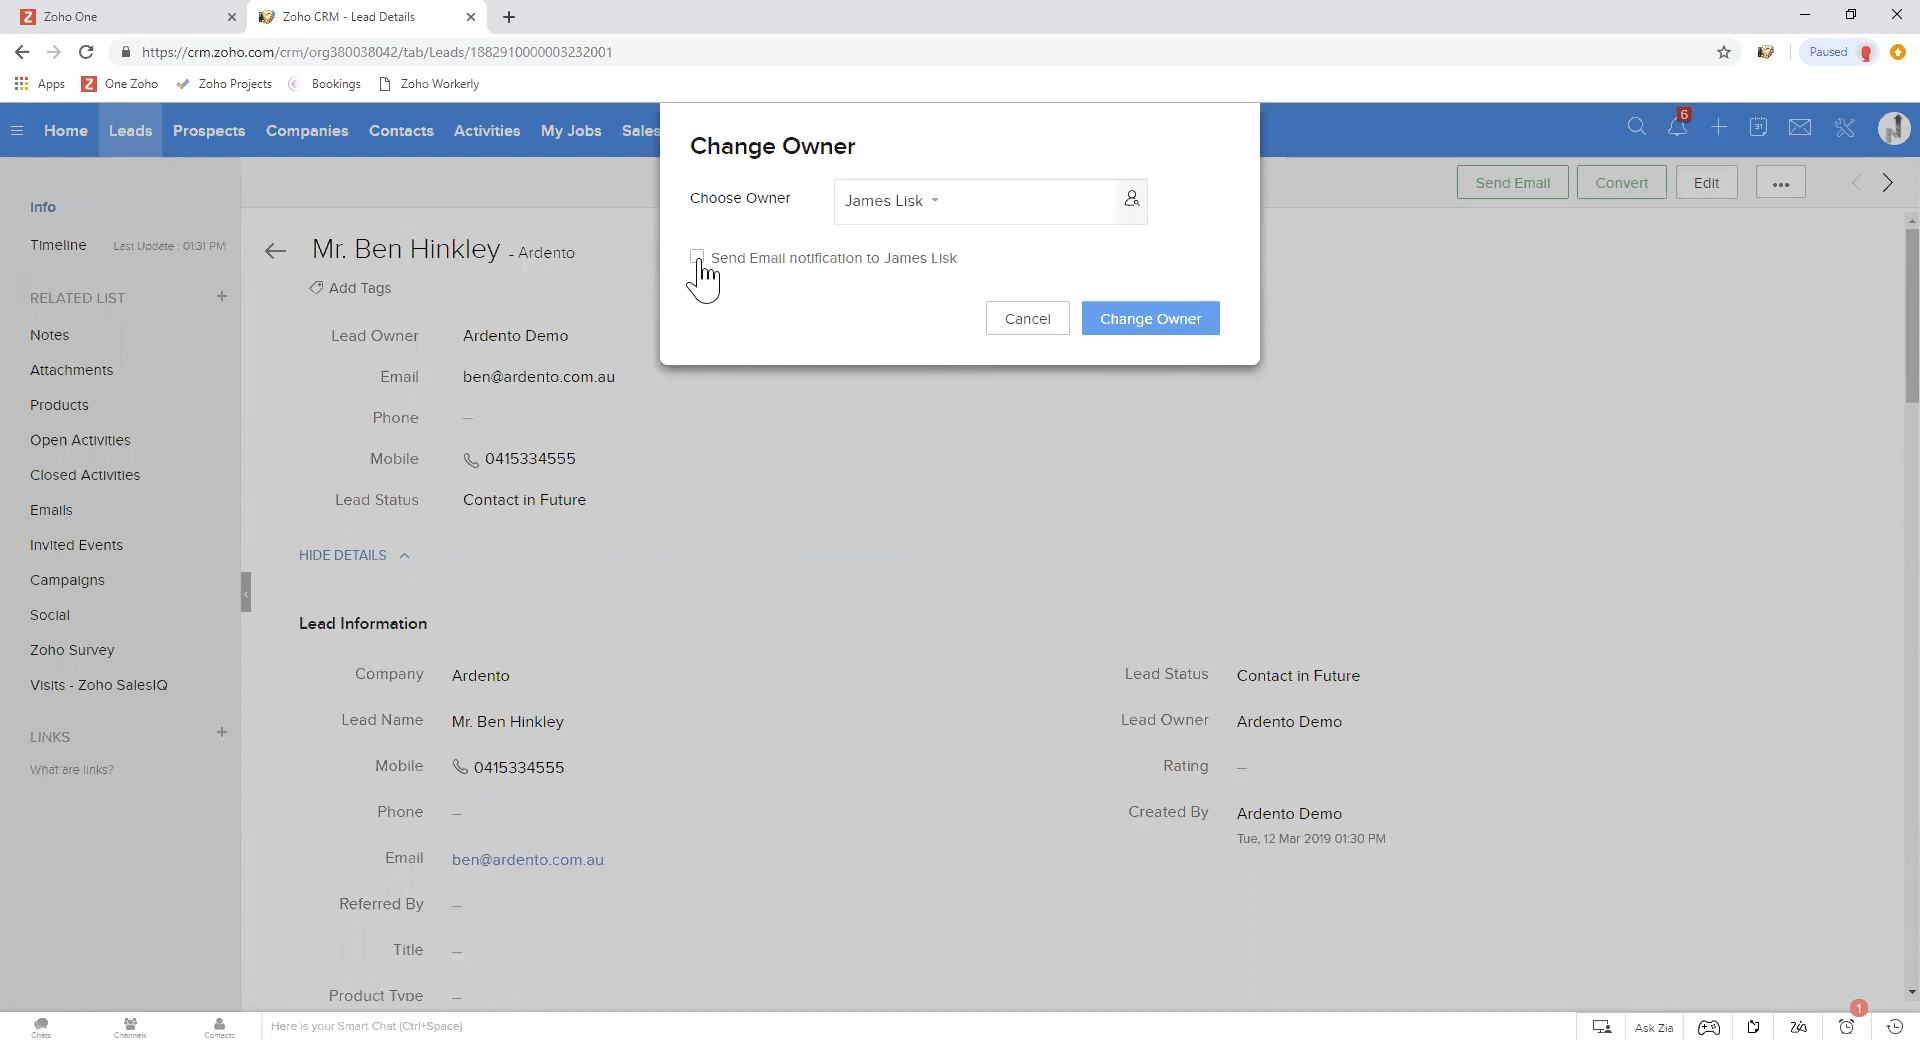 Zoho One
Zoho CRM - Lead Details
https://crm.zoho.com/crm/org380038042/tab/Leads/1882910000003232001
Paused
Apps
One Zoho
Zoho Projects
Bookings
Zoho Workerly
Home
Leads
Prospects
Companies
Contacts
Activities
My Jobs
Sales
6
31
Change Owner
Choose Owner
James Lisk
Send Email notification to James Lisk
Cancel
Change Owner
Send Email
Convert
Edit
Info
Timeline
Last Update : 01:31 PM
RELATED LIST
Notes
Attachments
Products
Open Activities
Closed Activities
Emails
Invited Events
Campaigns
Social
Zoho Survey
Visits - Zoho SalesIQ
LINKS
What are links?
Mr. Ben Hinkley - Ardento
Add Tags
Lead Owner Ardento Demo
Email ben@ardento.com.au
Phone —
Mobile 0415334555
Lead Status Contact in Future
HIDE DETAILS
Lead Information
Company Ardento
Lead Name Mr. Ben Hinkley
Mobile 0415334555
Phone —
Email ben@ardento.com.au
Referred By —
Title —
Product Type —
Lead Status Contact in Future
Lead Owner Ardento Demo
Rating —
Created By Ardento Demo
Tue, 12 Mar 2019 01:30 PM
Chats
Channels
Contacts
Here is your Smart Chat (Ctrl+Space)
Ask Zia
1